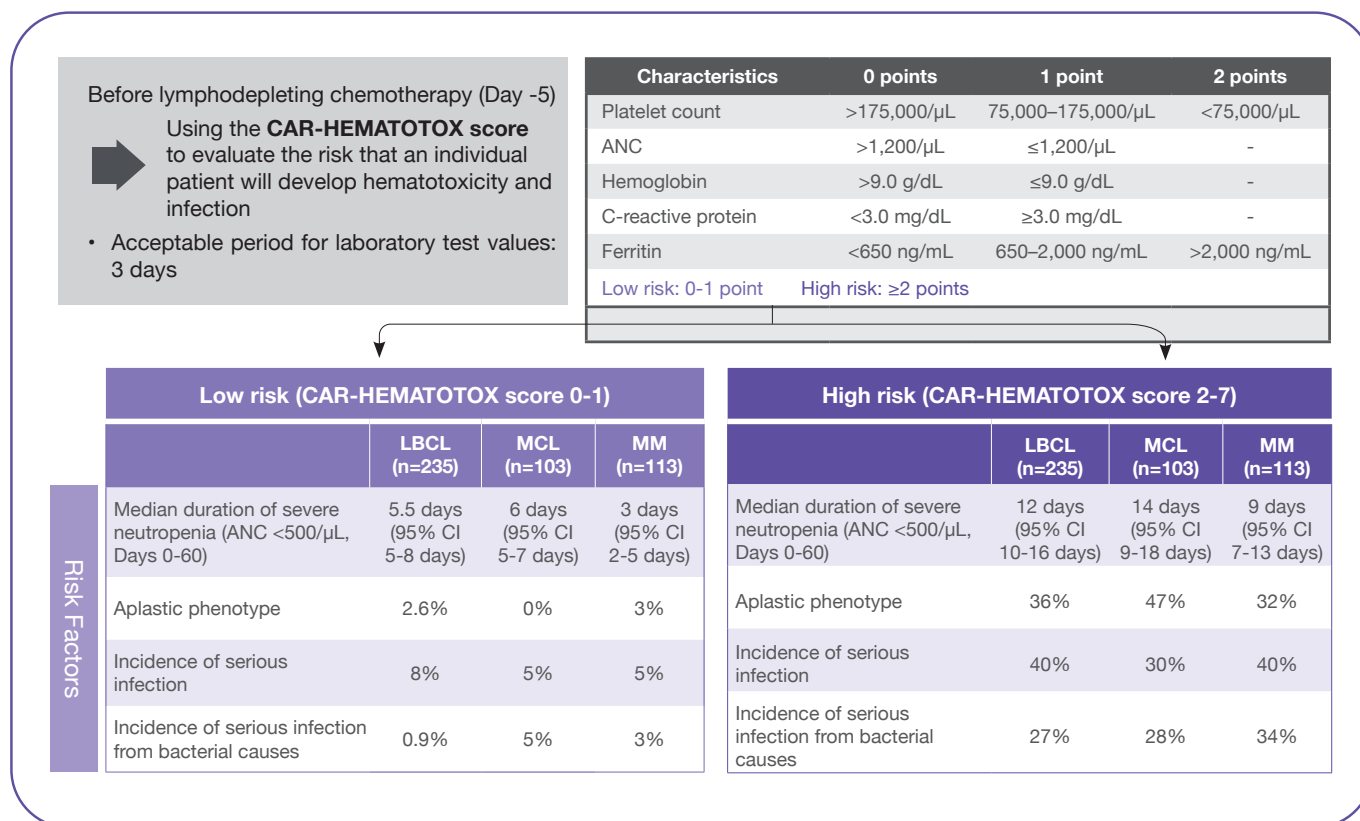 Before lymphodepleting chemotherapy (Day -5)
Using the CAR-HEMATOTOX score
to evaluate the risk that an individual
patient will develop hematotoxicity and
infection
• Acceptable period for laboratory test values:
3 days
Characteristics 0 points 1 point 2 points
Platelet count >175,000/µL 75,000–175,000/µL <75,000/µL
ANC >1,200/µL ≤1,200/µL -
Hemoglobin >9.0 g/dL ≤9.0 g/dL -
C-reactive protein <3.0 mg/dL ≥3.0 mg/dL -
Ferritin <650 ng/mL 650–2,000 ng/mL >2,000 ng/mL
Low risk: 0-1 point High risk: ≥2 points
Risk Factors
Low risk (CAR-HEMATOTOX score 0-1)
LBCL MCL MM
(n=235) (n=103) (n=113)
Median duration of severe 5.5 days 6 days 3 days
neutropenia (ANC <500/µL, (95% CI (95% CI (95% CI
Days 0-60) 5-8 days) 5-7 days) 2-5 days)
Aplastic phenotype 2.6% 0% 3%
Incidence of serious
infection 8% 5% 5%
Incidence of serious infection
from bacterial causes 0.9% 5% 3%
High risk (CAR-HEMATOTOX score 2-7)
LBCL MCL MM
(n=235) (n=103) (n=113)
Median duration of severe 12 days 14 days 9 days
neutropenia (ANC <500/µL, (95% CI (95% CI (95% CI
Days 0-60) 10-16 days) 9-18 days) 7-13 days)
Aplastic phenotype 36% 47% 32%
Incidence of serious
infection 40% 30% 40%
Incidence of serious
infection from bacterial 27% 28% 34%
causes